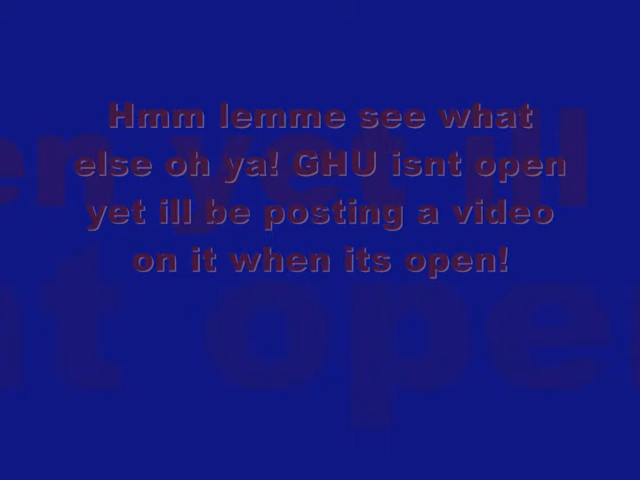 Hmm lemme see what
else oh ya! GHU isnt open
yet ill be posting a video
on it when its open!